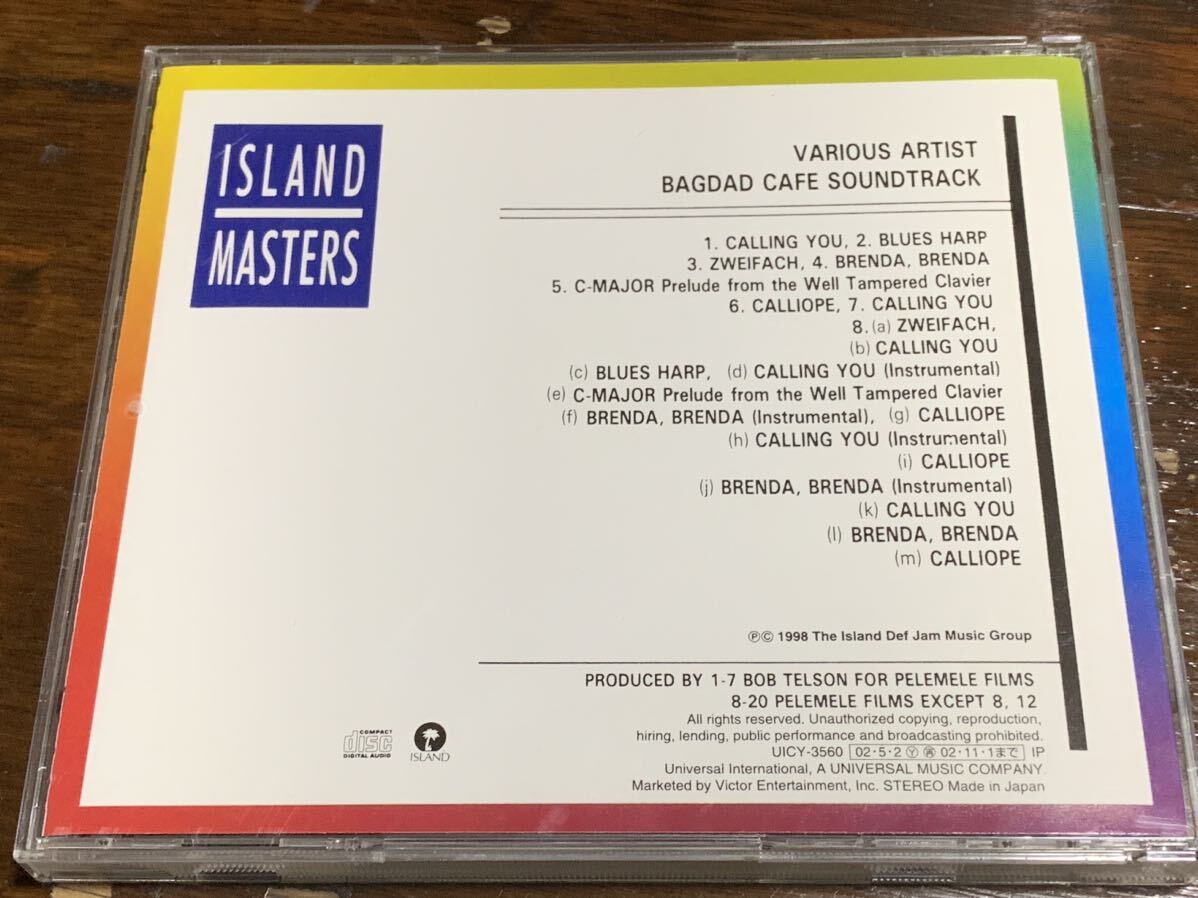 ISLAND
MASTERS
VARIOUS ARTIST
BAGDAD CAFE SOUNDTRACK
1. CALLING YOU, 2. BLUES HARP
3. ZWEIFACH, 4. BRENDA, BRENDA
5. C-MAJOR Prelude from the Well Tampered Clavier
6. CALLIOPE, 7. CALLING YOU
8. (a) ZWEIFACH,
(b) CALLING YOU
(c) BLUES HARP, (d) CALLING YOU (Instrumental)
(e) C-MAJOR Prelude from the Well Tampered Clavier
(f) BRENDA, BRENDA (Instrumental), (g) CALLIOPE
(h) CALLING YOU (Instrumental)
(i) CALLIOPE
(j) BRENDA, BRENDA (Instrumental)
(k) CALLING YOU
(l) BRENDA, BRENDA
(m) CALLIOPE
℗© 1998 The Island Def Jam Music Group
PRODUCED BY 1-7 BOB TELSON FOR PELEMELE FILMS
8-20 PELEMELE FILMS EXCEPT 8, 12
All rights reserved. Unauthorized copying, reproduction,
hiring, lending, public performance and broadcasting prohibited.
UICY-3560 02・5・2 Ⓨ ㊢ 02・11・1まで IP
Universal International, A UNIVERSAL MUSIC COMPANY.
Marketed by Victor Entertainment, Inc. STEREO Made in Japan
COMPACT
disc
DIGITAL AUDIO
ISLAND